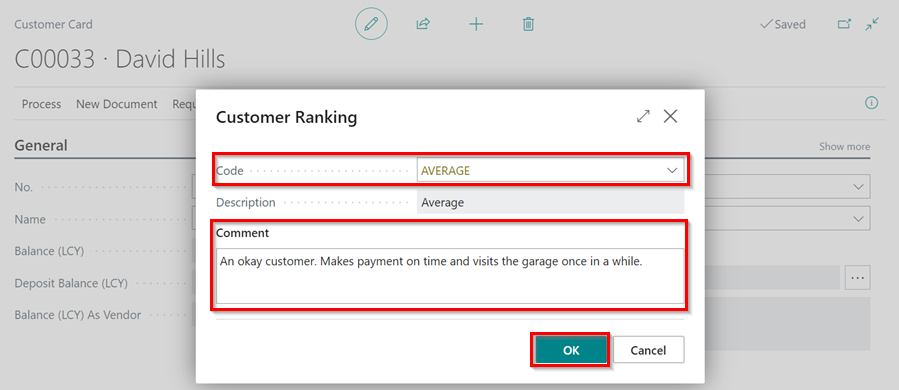 Customer Card
Saved
C00033 · David Hills
Process New Document Requ
Customer Ranking
General
Show more
Code
AVERAGE
No.
Description
Average
Name
Comment
Balance (LCY)
An okay customer. Makes payment on time and visits the garage once in a while.
Deposit Balance (LCY)
Balance (LCY) As Vendor
OK
Cancel